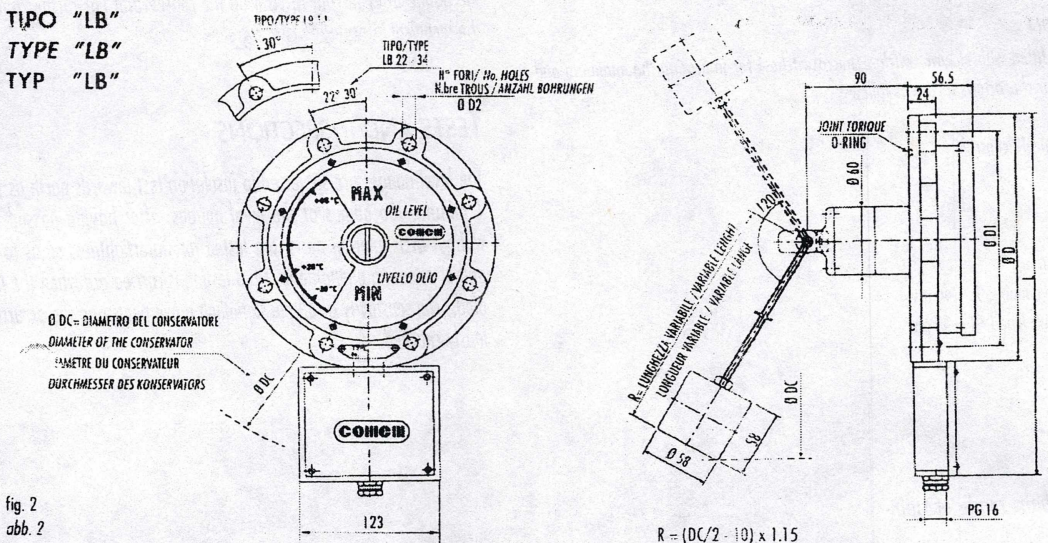 TIPO "LB"
TYPE "LB"
TYP "LB"
TIPO/TYPE
30°
TIPO/TYPE
LB 22 34
22° 30'
N° FORI/ No. HOLES
N.bre TROUS / ANZAHL BOHRUNGEN
Ø D2
MAX
OIL LEVEL
COMEM
LIVELLO OLIO
MIN
Ø DC= DIAMETRO DEL CONSERVATORE
DIAMETER OF THE CONSERVATOR
DIAMETRE DU CONSERVATEUR
DURCHMESSER DES KONSERVATORS
Ø DC
COMEM
123
fig. 2
abb. 2
90
56.5
24
JOINT TORIQUE
O-RING
Ø 60
120°
Ø D1
Ø D
R= LUNGHEZZA VARIABILE /VARIABLE LENGHT
LONGUEUR VARIABLE / VARIABLE LÄNGE
Ø DC
58
Ø 58
PG 16
R = (DC/2 - 10) x 1.15